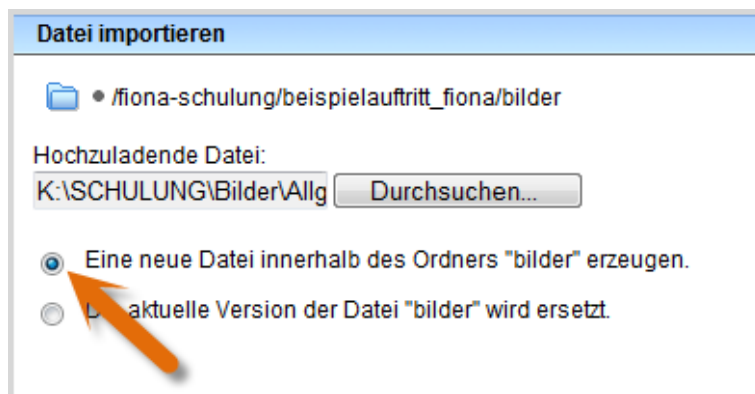 Datei importieren
/fiona-schulung/beispielauftritt_fiona/bilder
Hochzuladende Datei:
K:\SCHULUNG\Bilder\Allg Durchsuchen...
Eine neue Datei innerhalb des Ordners "bilder" erzeugen.
aktuelle Version der Datei "bilder" wird ersetzt.